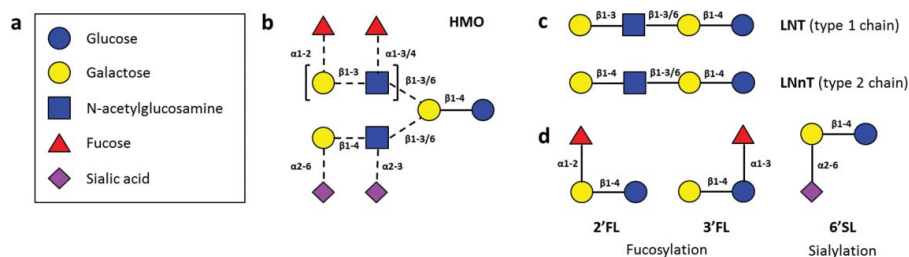 a
Glucose
Galactose
N-acetylglucosamine
Fucose
Sialic acid
b
HMO
α1-2
α1-3/4
β1-3
β1-3/6
β1-4
β1-4
β1-3/6
α2-6
α2-3
c
β1-3
β1-3/6
β1-4
LNT (type 1 chain)
β1-4
β1-3/6
β1-4
LNnT (type 2 chain)
d
α1-2
β1-4
α1-3
β1-4
β1-4
α2-6
2’FL
3’FL
6’SL
Fucosylation
Sialylation